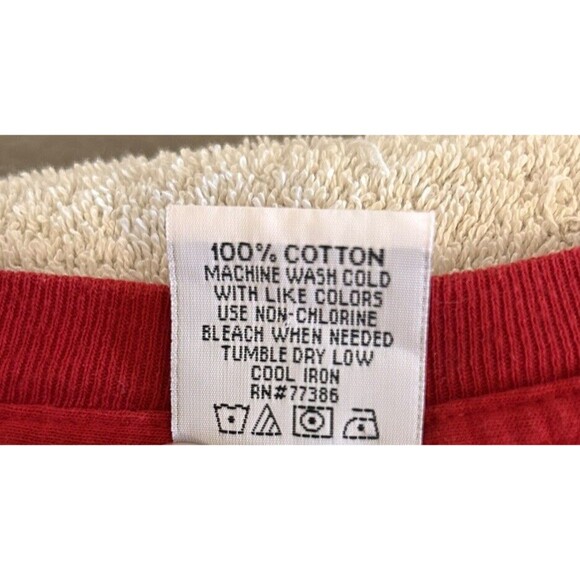 100% COTTON
MACHINE WASH COLD
WITH LIKE COLORS
USE NON-CHLORINE
BLEACH WHEN NEEDED
TUMBLE DRY LOW
COOL IRON
RN#77386